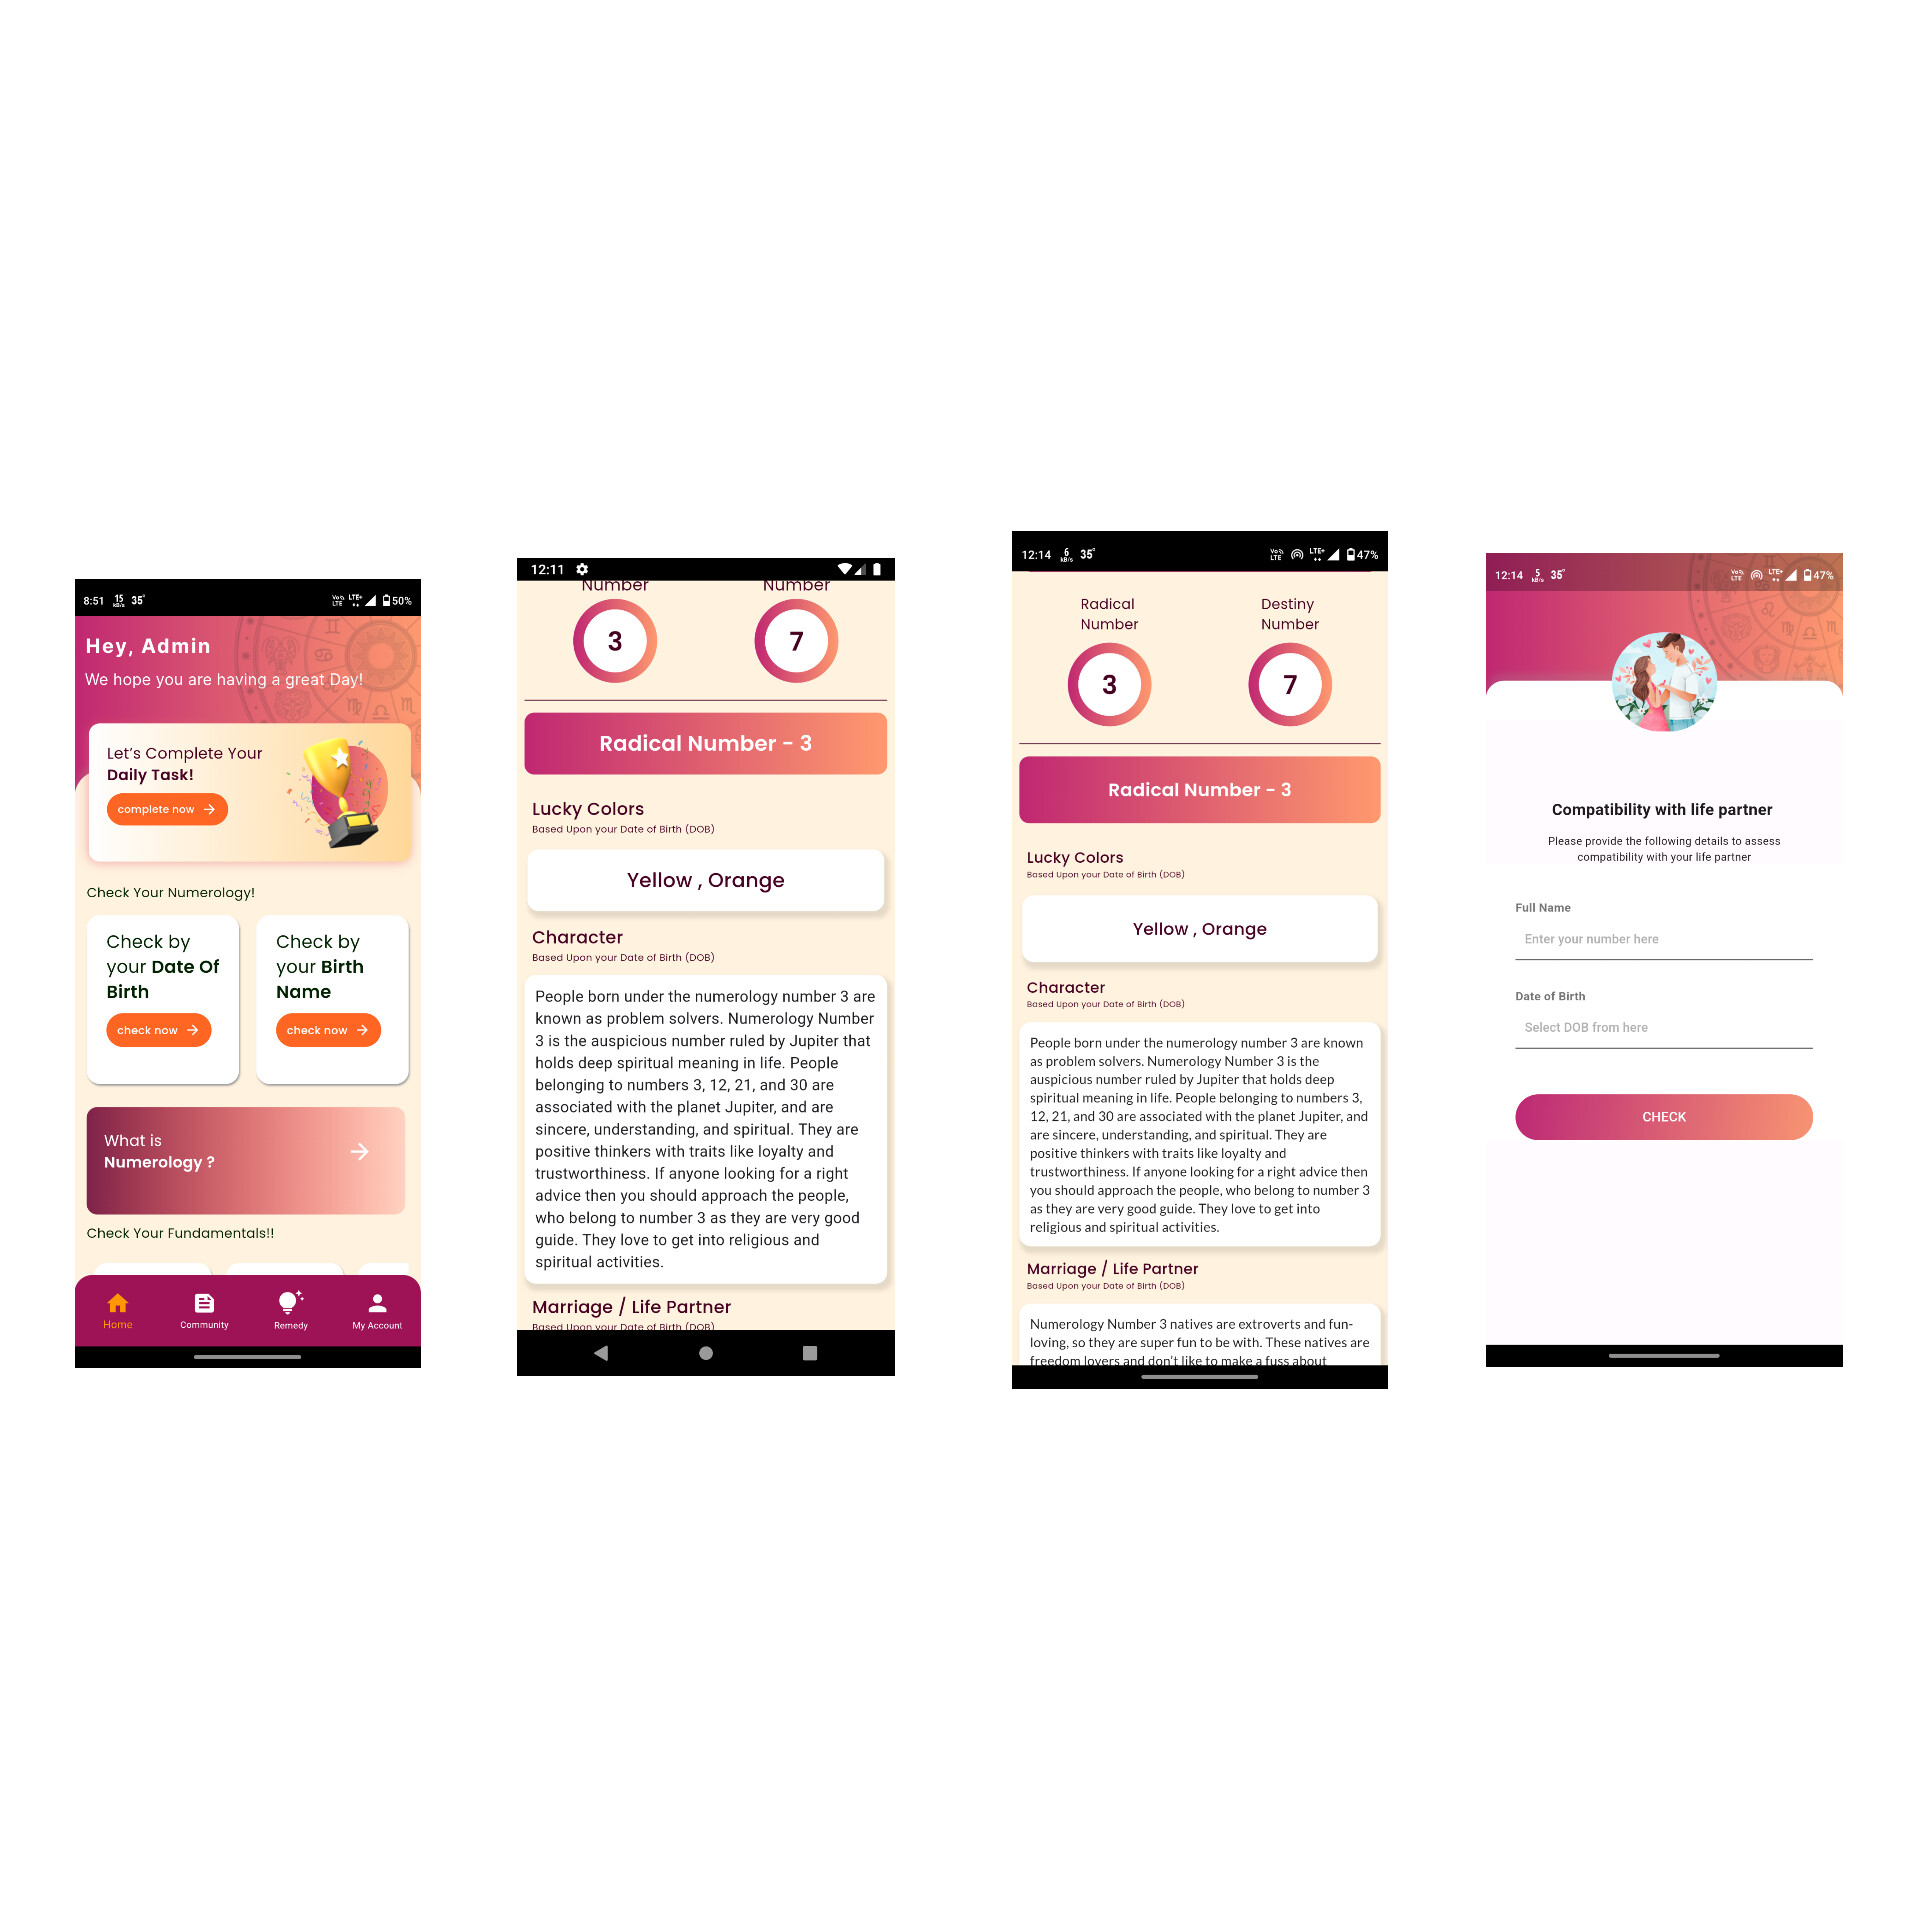 8:51 15 kB/s 35° Vo LTE LTE+ 50%
Hey, Admin
We hope you are having a great Day!
Let’s Complete Your
Daily Task!
complete now
Check Your Numerology!
Check by
your Date Of
Birth
check now
Check by
your Birth
Name
check now
What is
Numerology ?
Check Your Fundamentals!!
Home
Community
Remedy
My Account
12:11
Number Number
3 7
Radical Number - 3
Lucky Colors
Based Upon your Date of Birth (DOB)
Yellow , Orange
Character
Based Upon your Date of Birth (DOB)
People born under the numerology number 3 are
known as problem solvers. Numerology Number
3 is the auspicious number ruled by Jupiter that
holds deep spiritual meaning in life. People
belonging to numbers 3, 12, 21, and 30 are
associated with the planet Jupiter, and are
sincere, understanding, and spiritual. They are
positive thinkers with traits like loyalty and
trustworthiness. If anyone looking for a right
advice then you should approach the people,
who belong to number 3 as they are very good
guide. They love to get into religious and
spiritual activities.
Marriage / Life Partner
Based Upon your Date of Birth (DOB)
12:14 6 kB/s 35° Vo LTE LTE+ 47%
Radical
Number
Destiny
Number
3 7
Radical Number - 3
Lucky Colors
Based Upon your Date of Birth (DOB)
Yellow , Orange
Character
Based Upon your Date of Birth (DOB)
People born under the numerology number 3 are known
as problem solvers. Numerology Number 3 is the
auspicious number ruled by Jupiter that holds deep
spiritual meaning in life. People belonging to numbers 3,
12, 21, and 30 are associated with the planet Jupiter, and
are sincere, understanding, and spiritual. They are
positive thinkers with traits like loyalty and
trustworthiness. If anyone looking for a right advice then
you should approach the people, who belong to number 3
as they are very good guide. They love to get into
religious and spiritual activities.
Marriage / Life Partner
Based Upon your Date of Birth (DOB)
Numerology Number 3 natives are extroverts and fun-
loving, so they are super fun to be with. These natives are
freedom lovers and don’t like to make a fuss about
12:14 5 kB/s 35° Vo LTE LTE+ 47%
Compatibility with life partner
Please provide the following details to assess
compatibility with your life partner
Full Name
Enter your number here
Date of Birth
Select DOB from here
CHECK